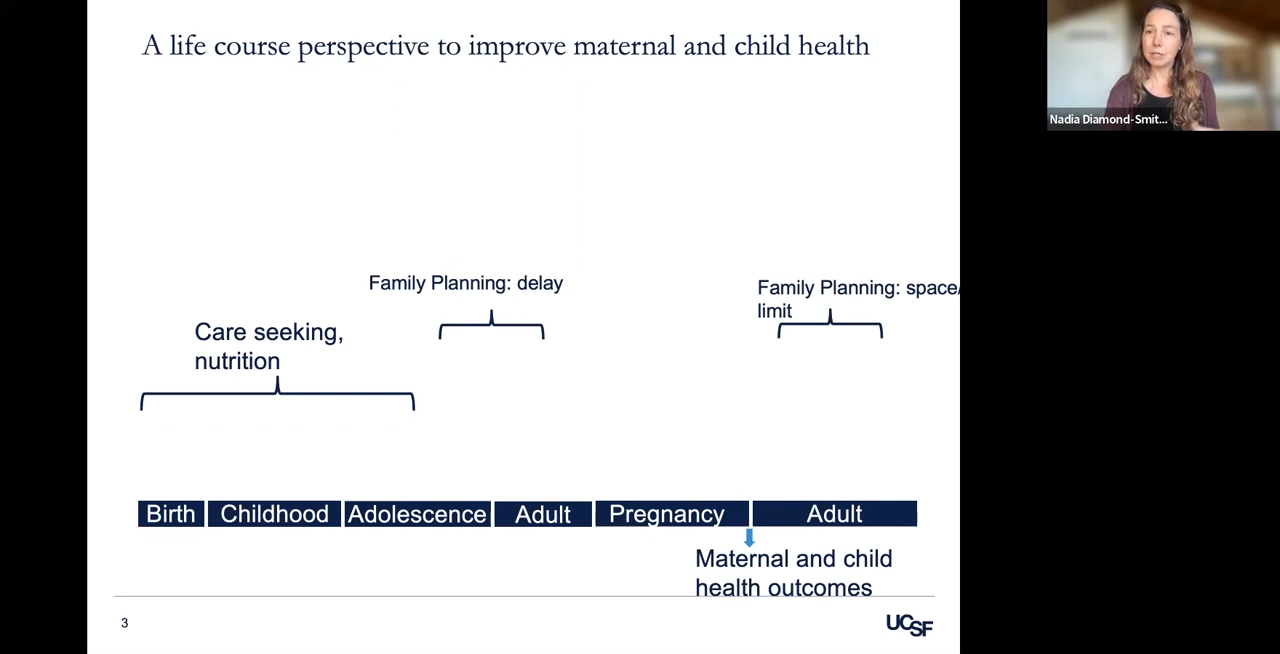 A life course perspective to improve maternal and child health
Nadia Diamond-Smit...
Family Planning: delay
Family Planning: space/
limit
Care seeking,
nutrition
Birth
Childhood
Adolescence
Adult
Pregnancy
Adult
Maternal and child
health outcomes
3
UCSF